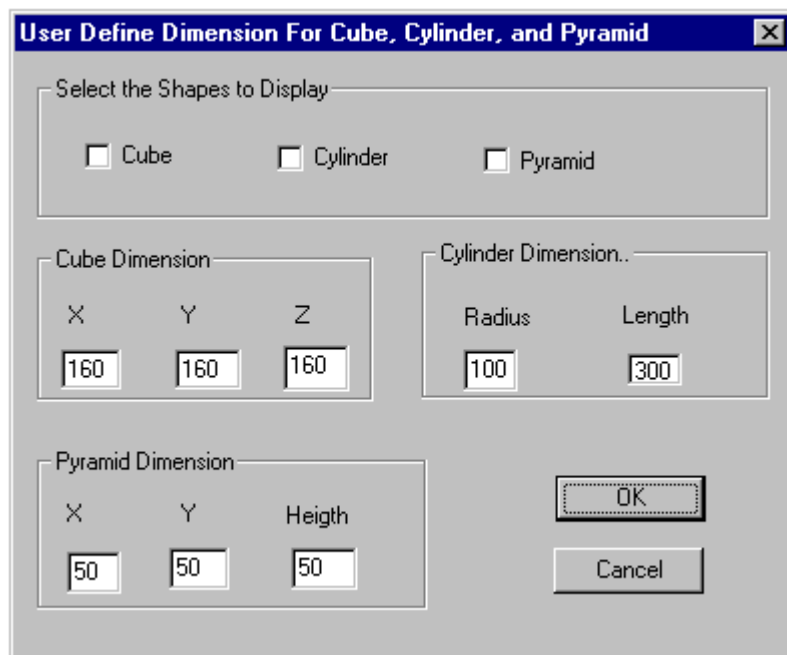 User Define Dimension For Cube, Cylinder, and Pyramid
Select the Shapes to Display
Cube Cylinder Pyramid
Cube Dimension
X Y Z
160 160 160
Cylinder Dimension..
Radius Length
100 300
Pyramid Dimension
X Y Heigth
50 50 50
OK
Cancel